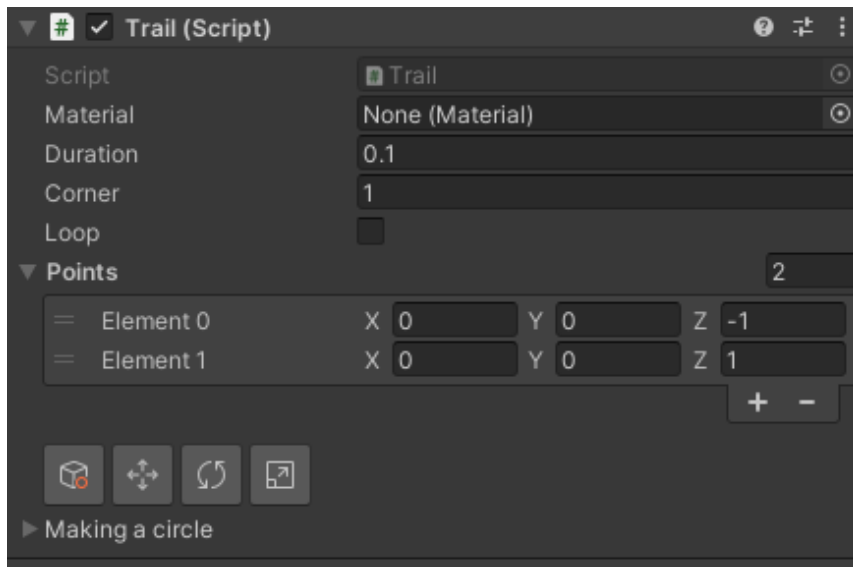 Trail (Script)
Script Trail
Material None (Material)
Duration 0.1
Corner 1
Loop
Points 2
Element 0 X 0 Y 0 Z -1
Element 1 X 0 Y 0 Z 1
Making a circle